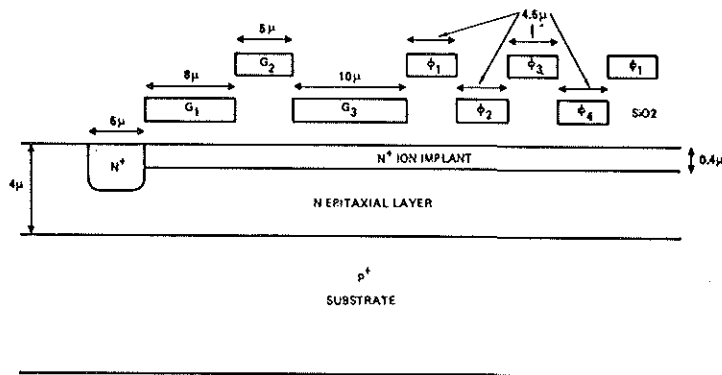 4.5μ
5μ
G2 ϕ1 ϕ3 ϕ1
8μ 10μ
G1 G3 ϕ2 ϕ4 SiO2
6μ
N+ N+ ION IMPLANT 0.4μ
4μ
N EPITAXIAL LAYER
P+
SUBSTRATE